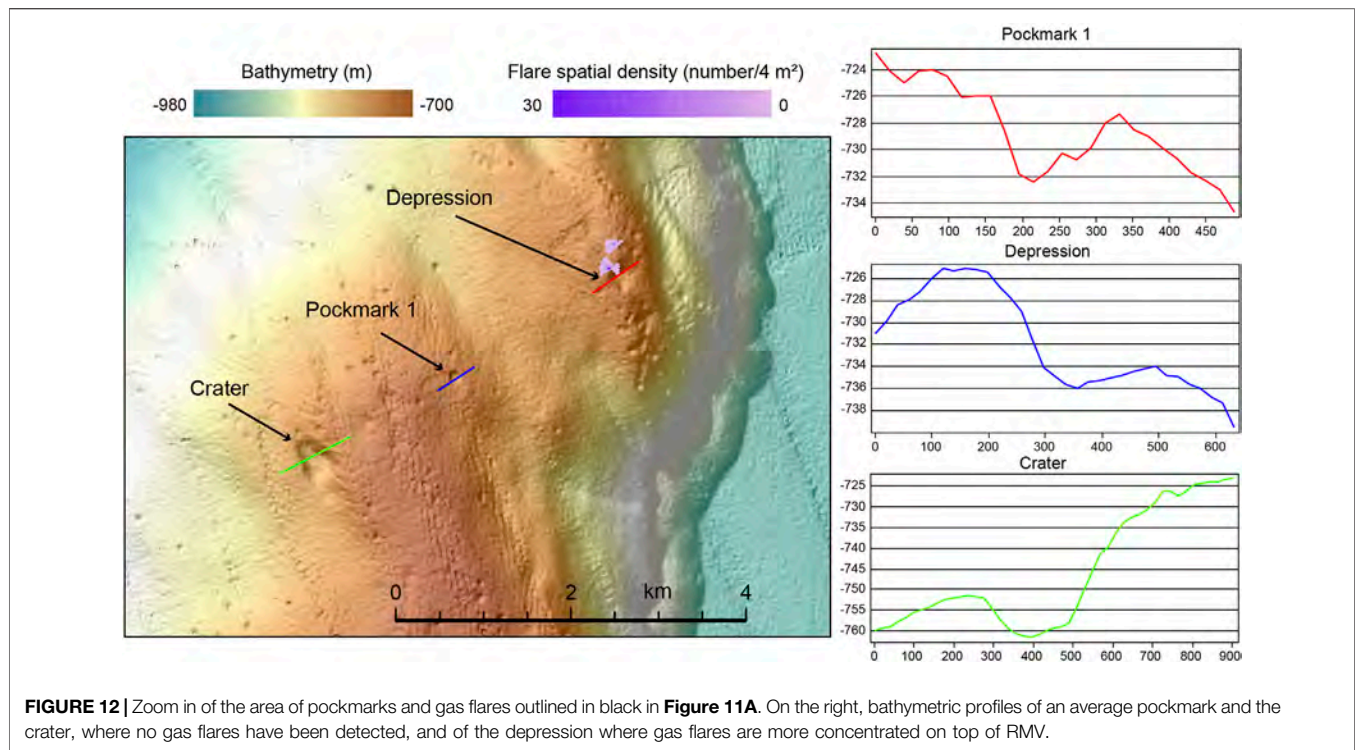 Bathymetry (m)
-980 -700
Flare spatial density (number/4 m²)
30 0
Depression
Pockmark 1
Crater
0 2 km 4
Pockmark 1
-724
-726
-728
-730
-732
-734
0 50 100 150 200 250 300 350 400 450
Depression
-726
-728
-730
-732
-734
-736
-738
0 100 200 300 400 500 600
Crater
-725
-730
-735
-740
-745
-750
-755
-760
0 100 200 300 400 500 600 700 800 900
FIGURE 12 | Zoom in of the area of pockmarks and gas flares outlined in black in Figure 11A. On the right, bathymetric profiles of an average pockmark and the
crater, where no gas flares have been detected, and of the depression where gas flares are more concentrated on top of RMV.